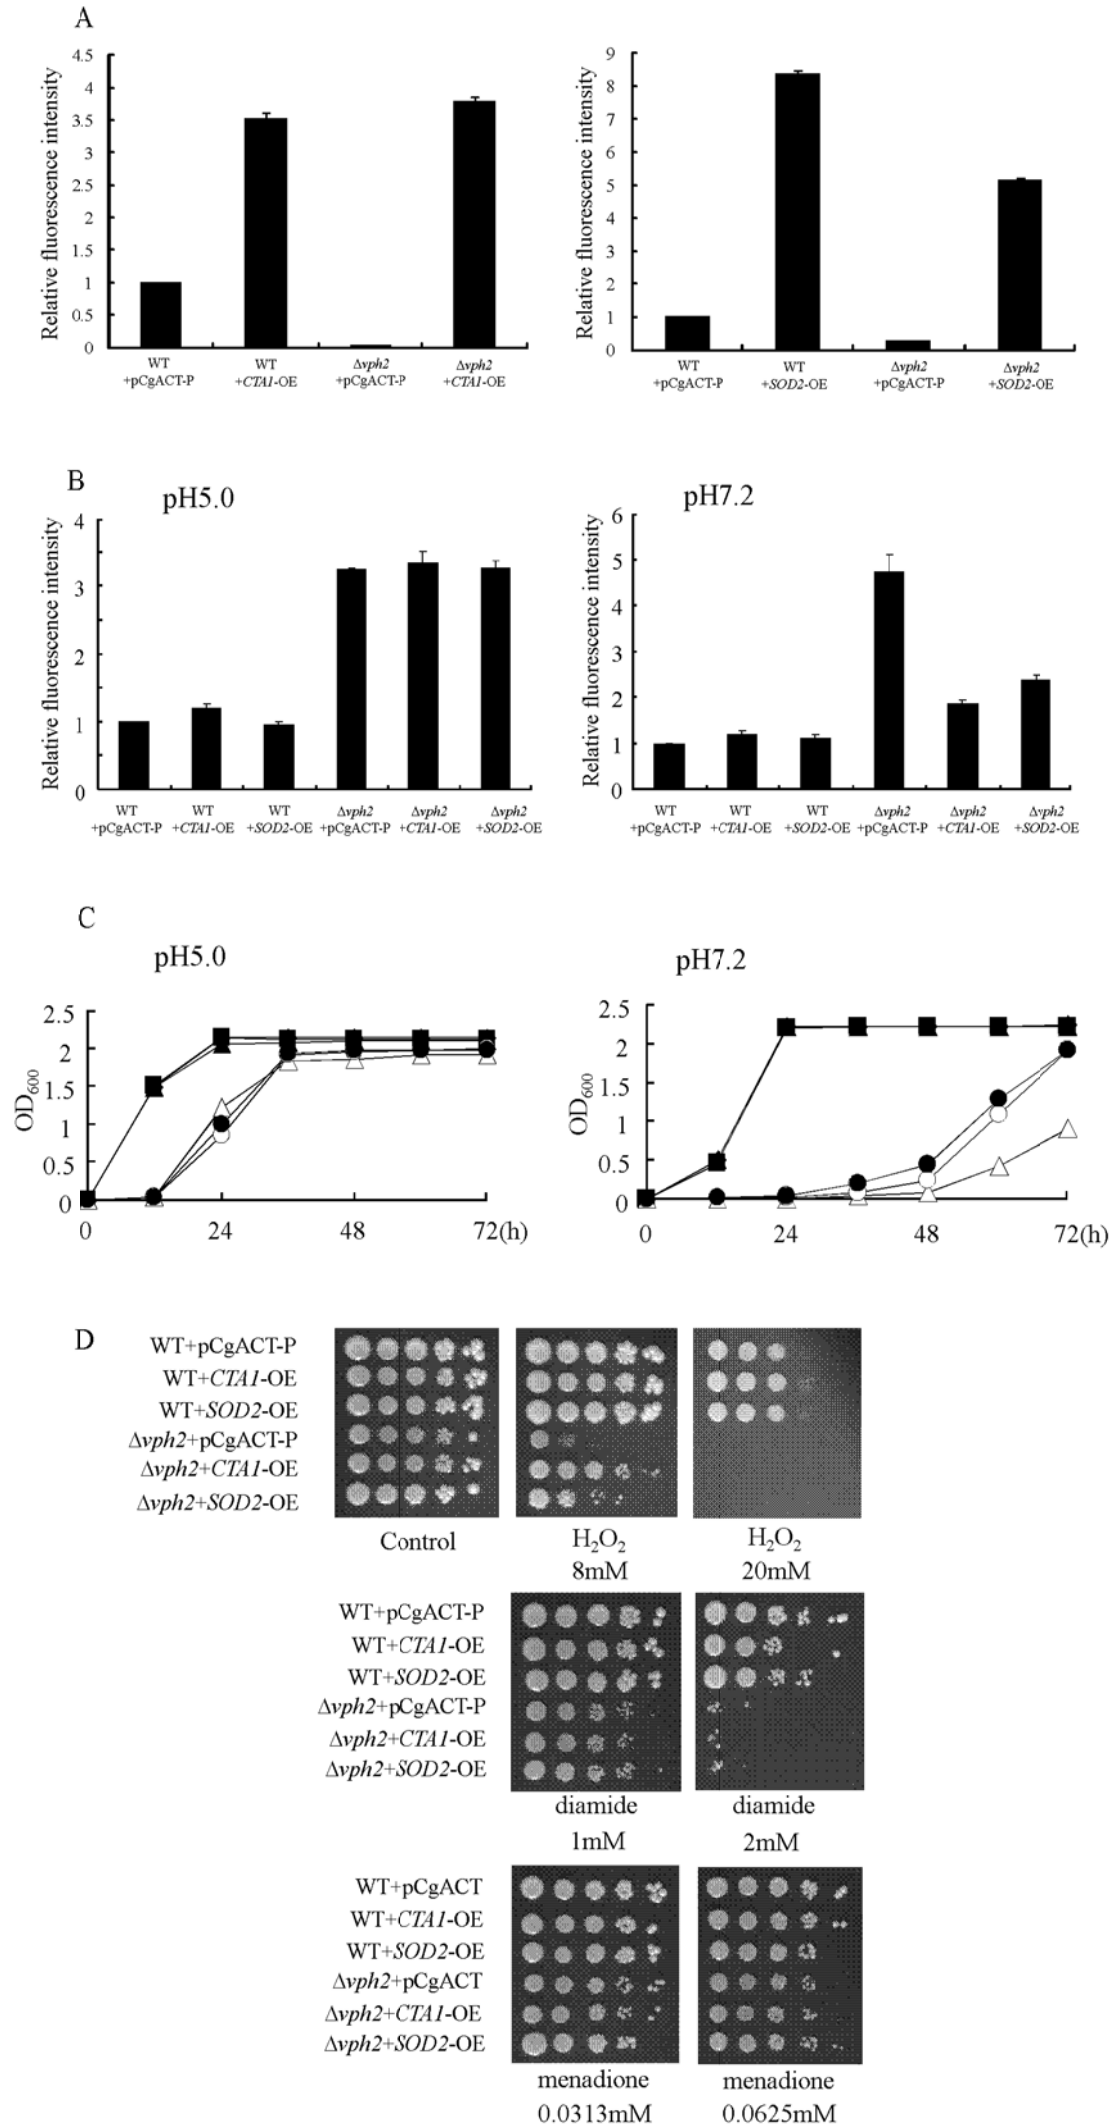 A
Relative fluorescence intensity
4.5
4
3.5
3
2.5
2
1.5
1
0.5
0
WT
+pCgACT-P
WT
+CTA1-OE
Δvph2
+pCgACT-P
Δvph2
+CTA1-OE
Relative fluorescence intensity
9
8
7
6
5
4
3
2
1
0
WT
+pCgACT-P
WT
+SOD2-OE
Δvph2
+pCgACT-P
Δvph2
+SOD2-OE
B
pH5.0
Relative fluorescence intensity
4
3
2
1
0
WT
+pCgACT-P
WT
+CTA1-OE
WT
+SOD2-OE
Δvph2
+pCgACT-P
Δvph2
+CTA1-OE
Δvph2
+SOD2-OE
pH7.2
Relative fluorescence intensity
6
5
4
3
2
1
0
WT
+pCgACT-P
WT
+CTA1-OE
WT
+SOD2-OE
Δvph2
+pCgACT-P
Δvph2
+CTA1-OE
Δvph2
+SOD2-OE
C
pH5.0
OD600
2.5
2
1.5
1
0.5
0
0 24 48 72(h)
pH7.2
OD600
2.5
2
1.5
1
0.5
0
0 24 48 72(h)
D
WT+pCgACT-P
WT+CTA1-OE
WT+SOD2-OE
Δvph2+pCgACT-P
Δvph2+CTA1-OE
Δvph2+SOD2-OE
Control
H2O2
8mM
H2O2
20mM
WT+pCgACT-P
WT+CTA1-OE
WT+SOD2-OE
Δvph2+pCgACT-P
Δvph2+CTA1-OE
Δvph2+SOD2-OE
diamide
1mM
diamide
2mM
WT+pCgACT
WT+CTA1-OE
WT+SOD2-OE
Δvph2+pCgACT
Δvph2+CTA1-OE
Δvph2+SOD2-OE
menadione
0.0313mM
menadione
0.0625mM